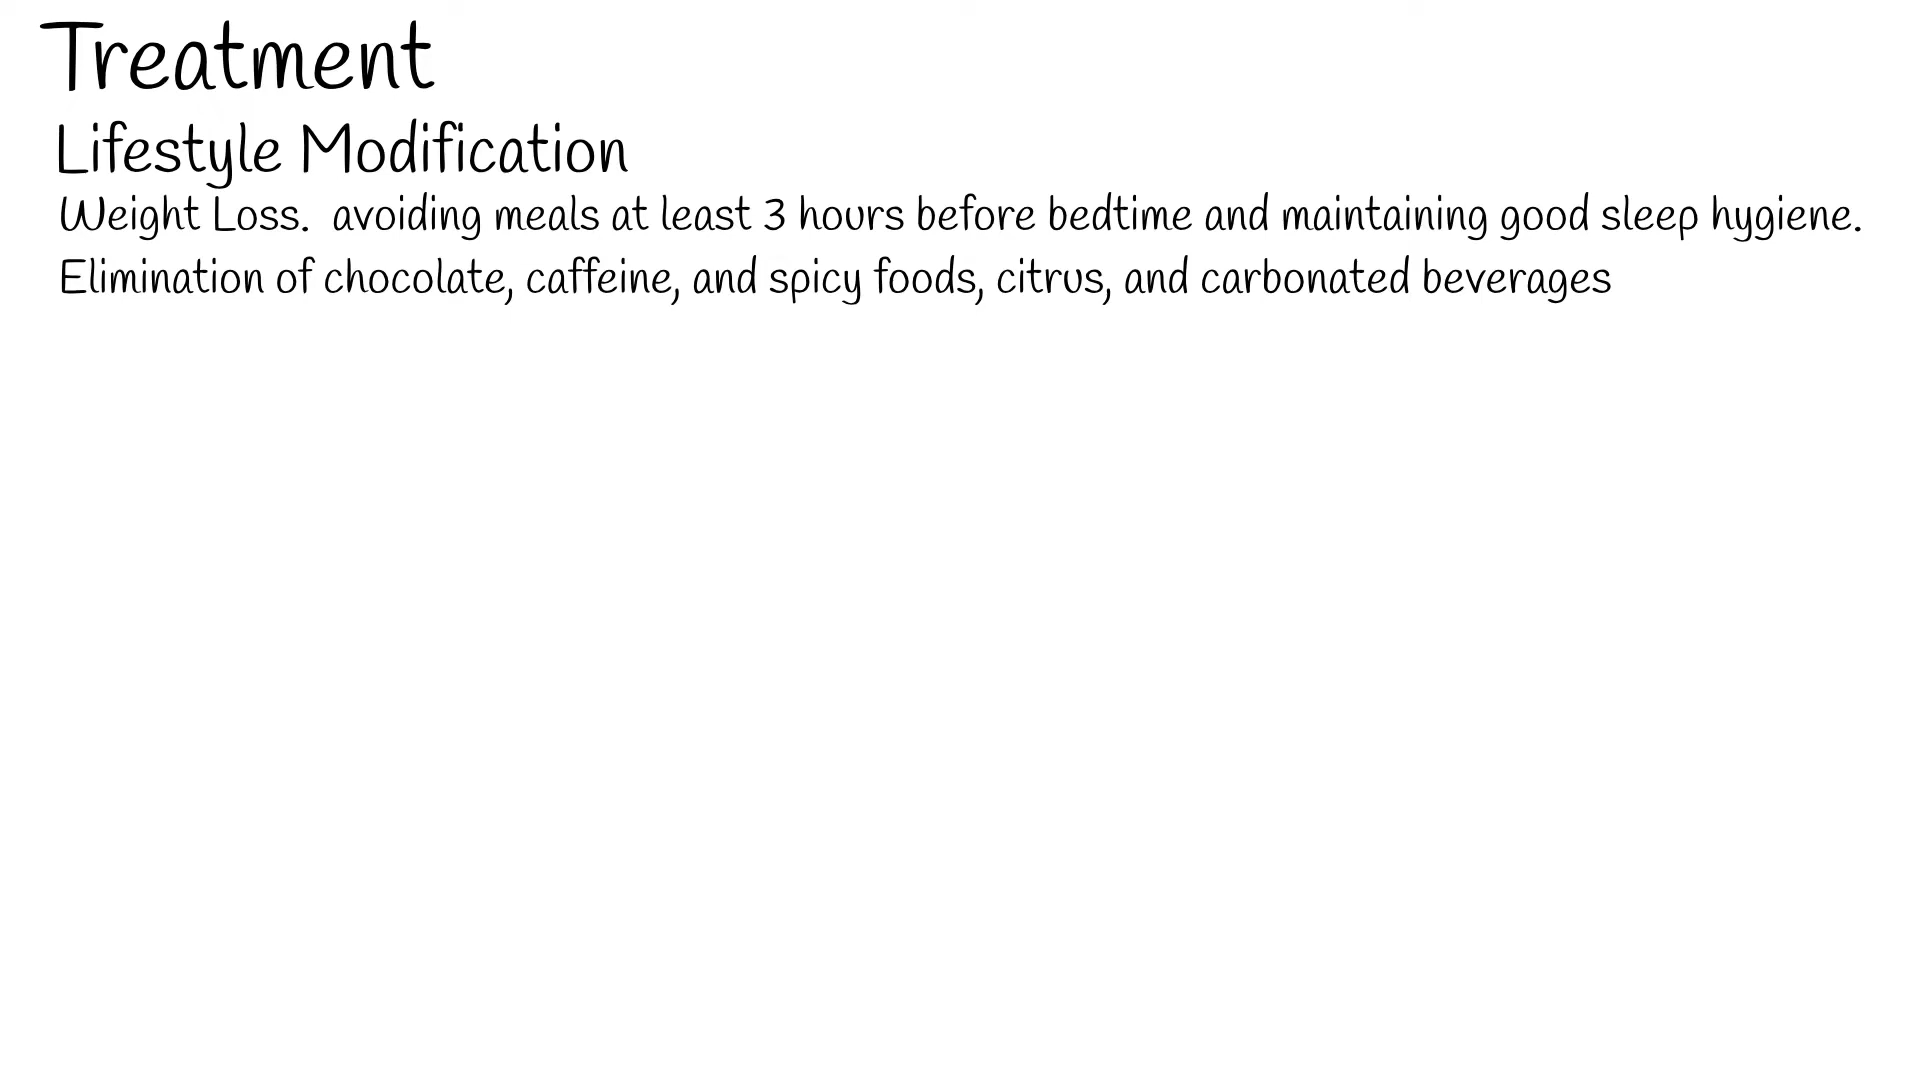 Treatment
Lifestyle Modification
Weight Loss.  avoiding meals at least 3 hours before bedtime and maintaining good sleep hygiene.
Elimination of chocolate, caffeine, and spicy foods, citrus, and carbonated beverages